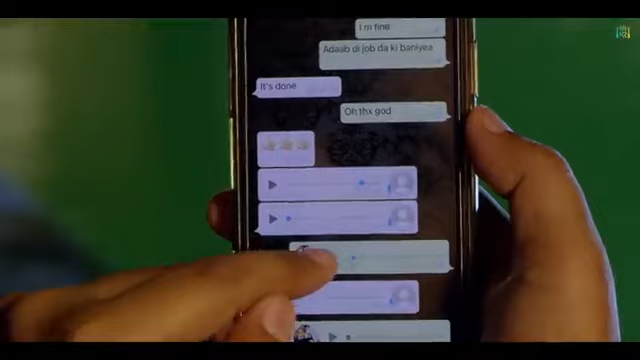 I m fine
Adaab di job da ki baniyea
It's done
Oh thx god